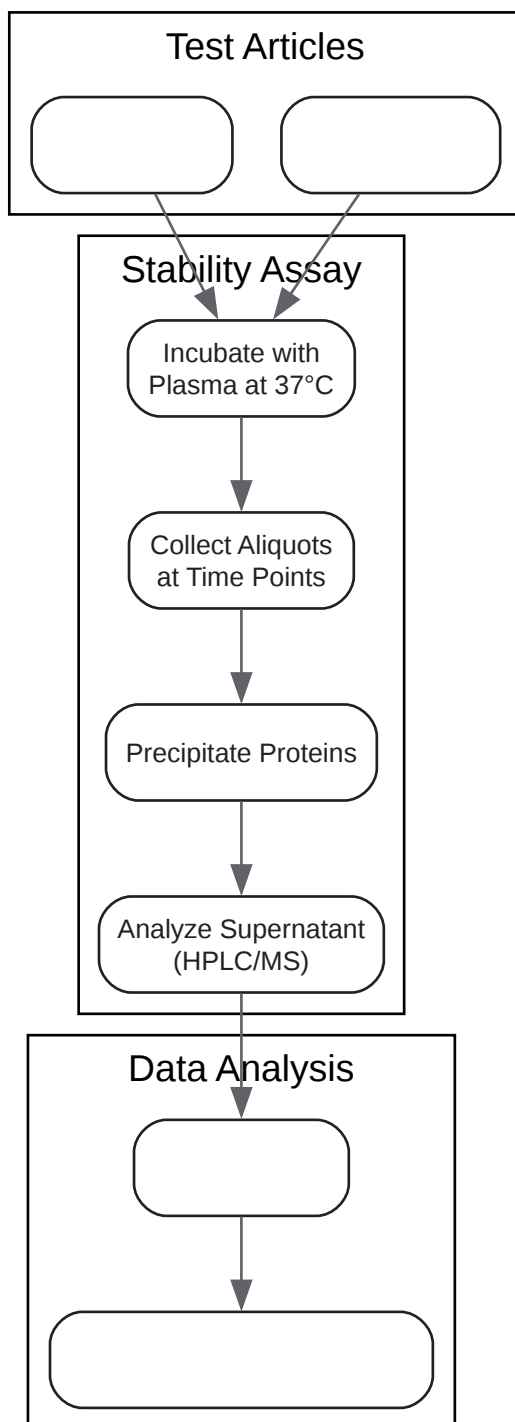 Test Articles
Stability Assay
Incubate with
Plasma at 37°C
Collect Aliquots
at Time Points
Precipitate Proteins
Analyze Supernatant
(HPLC/MS)
Data Analysis